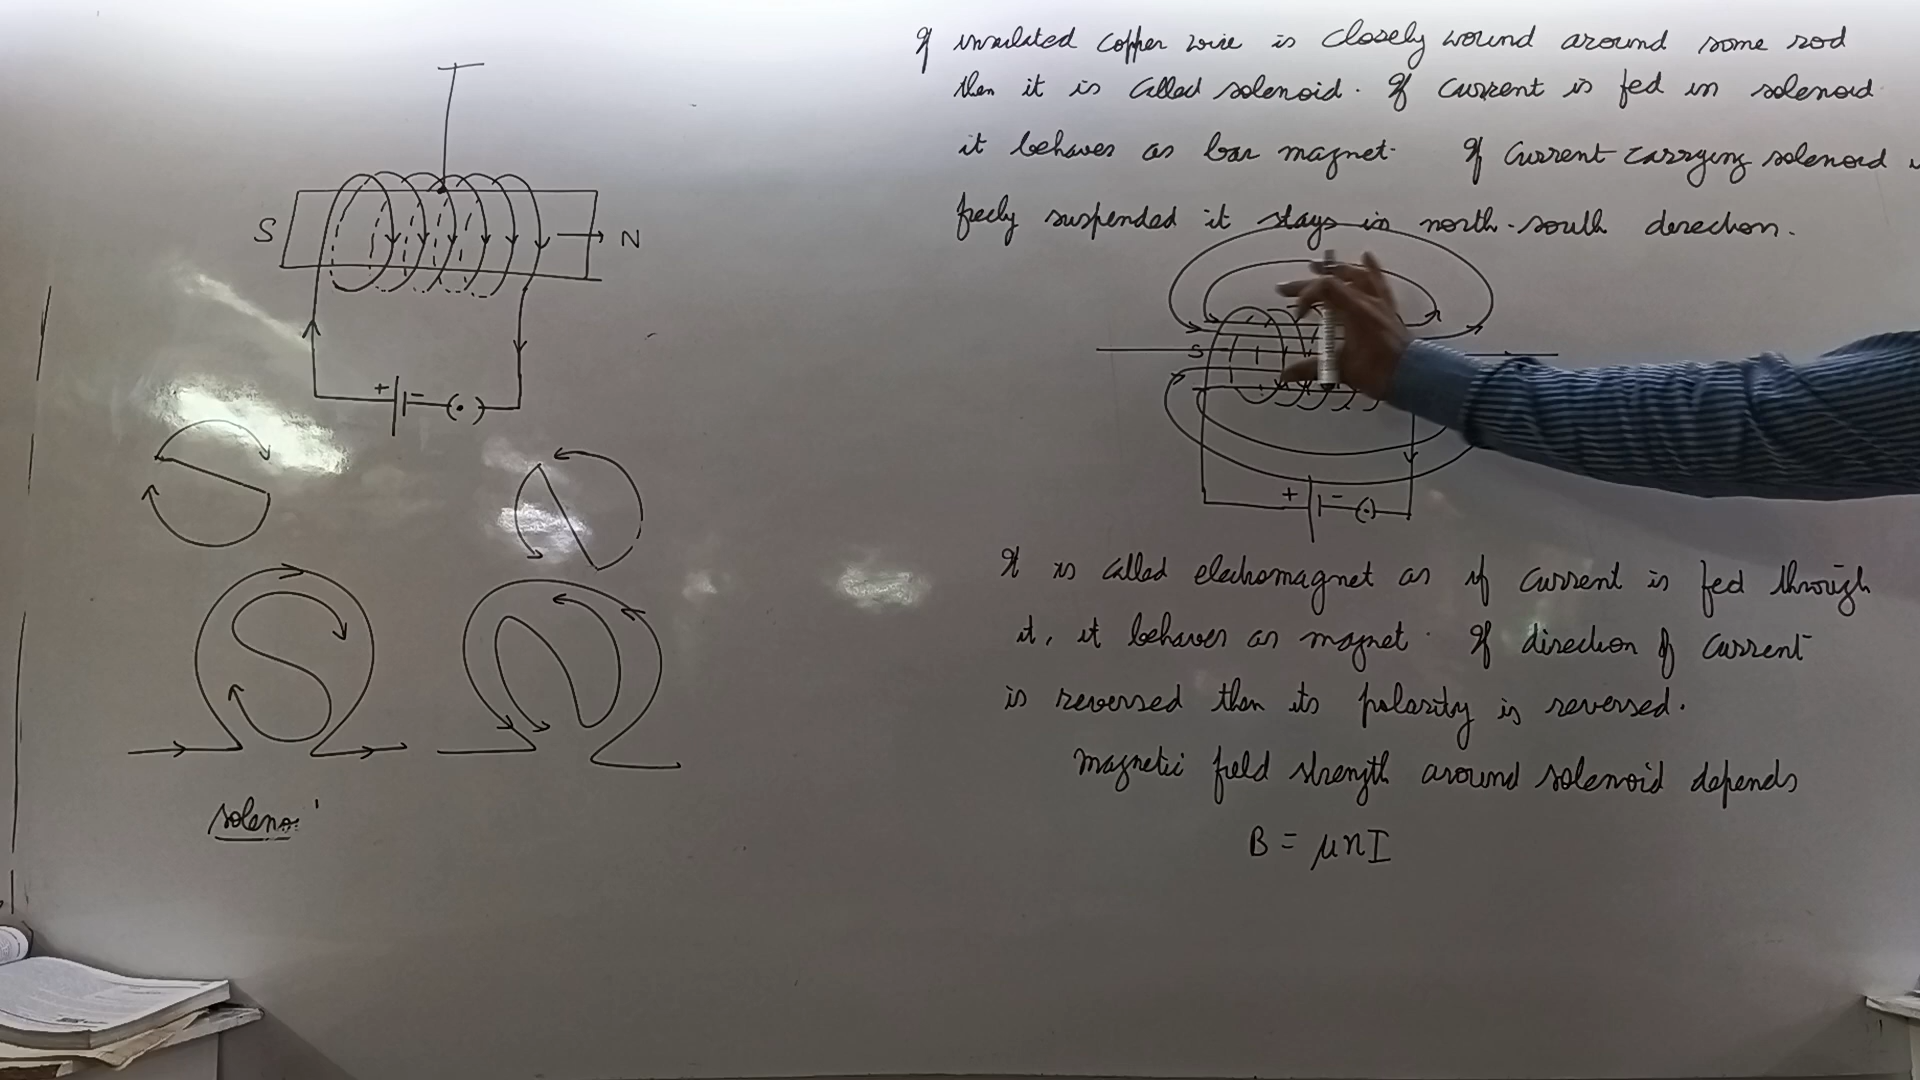 If insulated copper wire is closely wound around some rod
then it is called solenoid. If current is fed in solenoid
it behaves as bar magnet. If current carrying solenoid
freely suspended it stays in north-south direction.
S
N
+ -
S
+ -
It is called electromagnet as if current is fed through
it, it behaves as magnet. If direction of current
is reversed then its polarity is reversed.
Magnetic field strength around solenoid depends
B = μnI